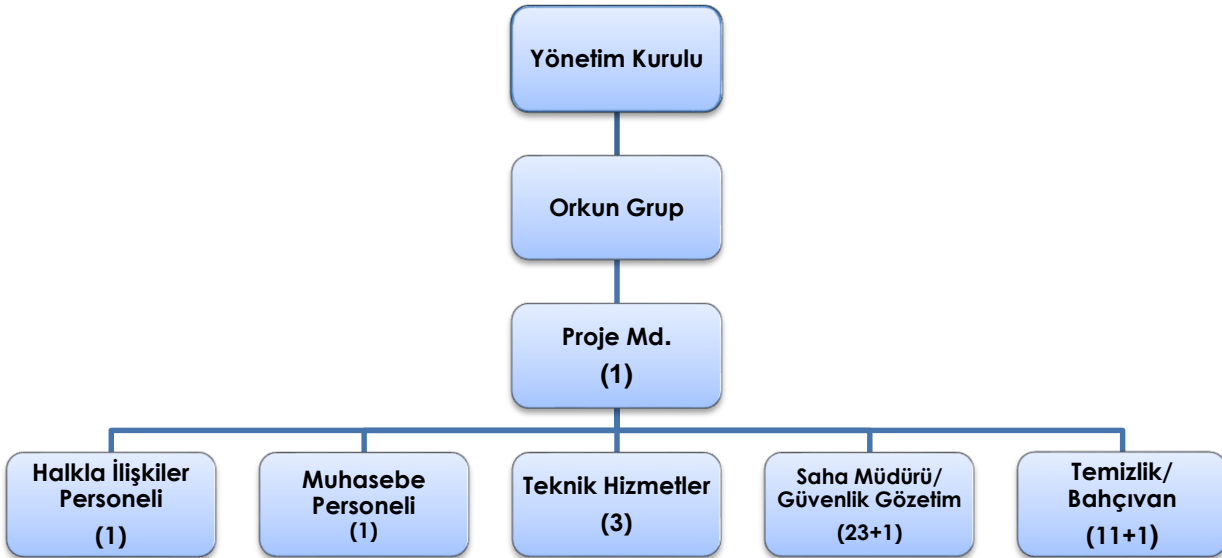 Yönetim Kurulu
Orkun Grup
Proje Md.
(1)
Halkla İlişkiler
Personeli
(1)
Muhasebe
Personeli
(1)
Teknik Hizmetler
(3)
Saha Müdürü/
Güvenlik Gözetim
(23+1)
Temizlik/
Bahçıvan
(11+1)